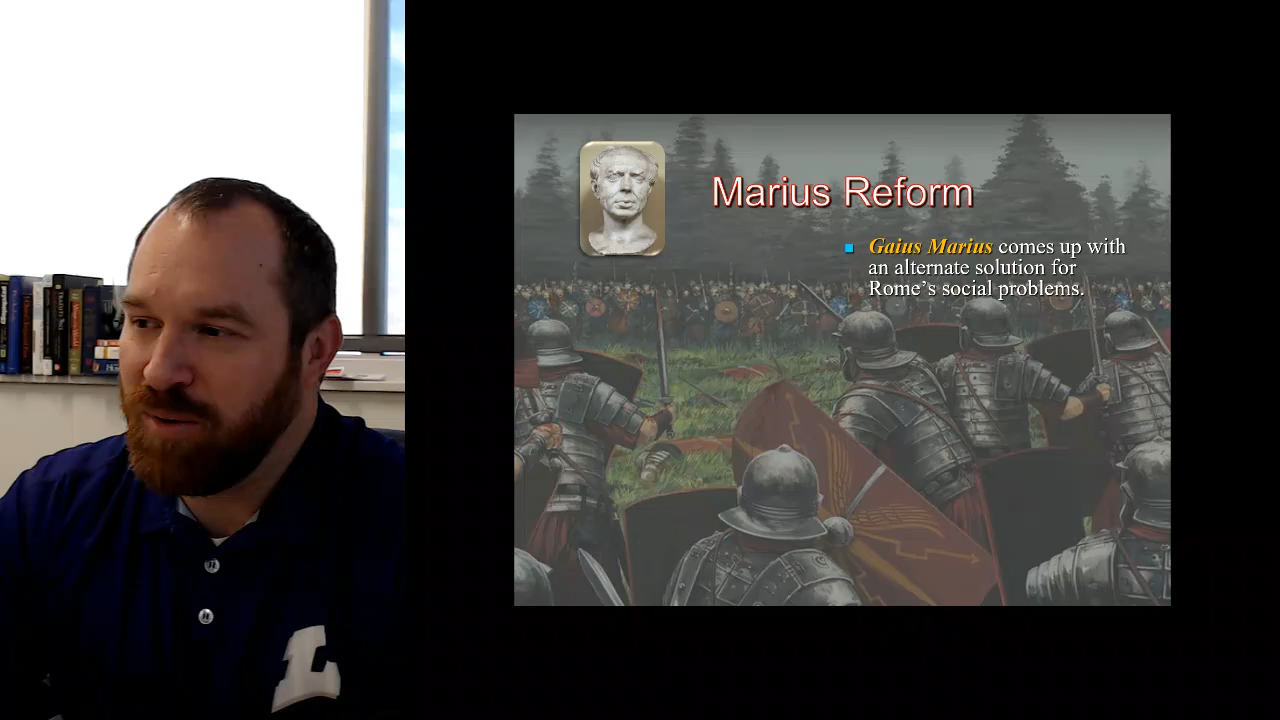 Marius Reform
Gaius Marius comes up with
an alternate solution for
Rome's social problems.
L